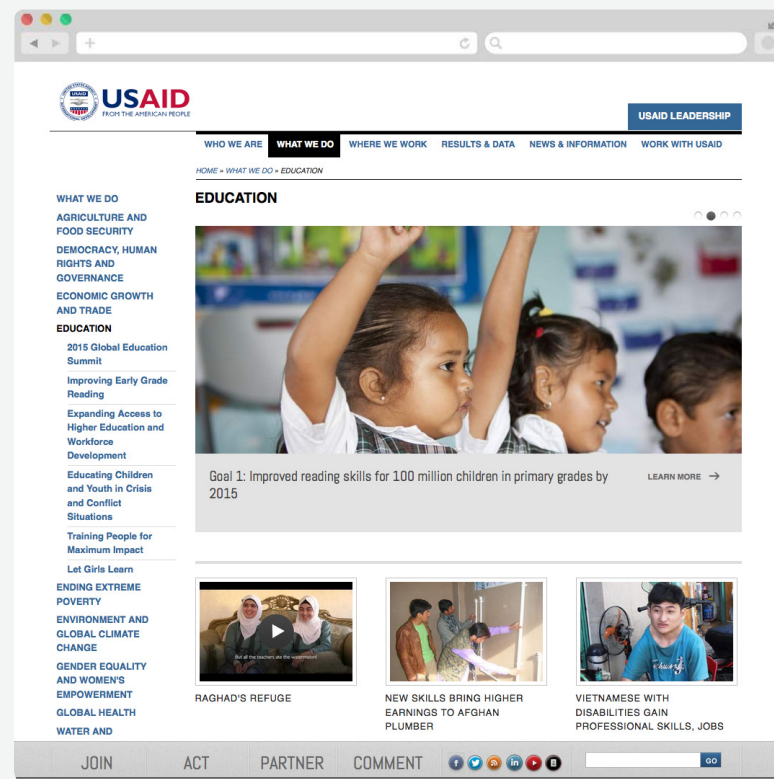 USAID
FROM THE AMERICAN PEOPLE
USAID LEADERSHIP
WHO WE ARE WHAT WE DO WHERE WE WORK RESULTS & DATA NEWS & INFORMATION WORK WITH USAID
HOME » WHAT WE DO » EDUCATION
WHAT WE DO
AGRICULTURE AND
FOOD SECURITY
DEMOCRACY, HUMAN
RIGHTS AND
GOVERNANCE
ECONOMIC GROWTH
AND TRADE
EDUCATION
2015 Global Education
Summit
Improving Early Grade
Reading
Expanding Access to
Higher Education and
Workforce
Development
Educating Children
and Youth in Crisis
and Conflict
Situations
Training People for
Maximum Impact
Let Girls Learn
ENDING EXTREME
POVERTY
ENVIRONMENT AND
GLOBAL CLIMATE
CHANGE
GENDER EQUALITY
AND WOMEN'S
EMPOWERMENT
GLOBAL HEALTH
WATER AND
EDUCATION
Goal 1: Improved reading skills for 100 million children in primary grades by
2015
LEARN MORE →
But all the teachers ate the watermelon!
RAGHAD'S REFUGE
NEW SKILLS BRING HIGHER
EARNINGS TO AFGHAN
PLUMBER
VIETNAMESE WITH
DISABILITIES GAIN
PROFESSIONAL SKILLS, JOBS
JOIN ACT PARTNER COMMENT GO